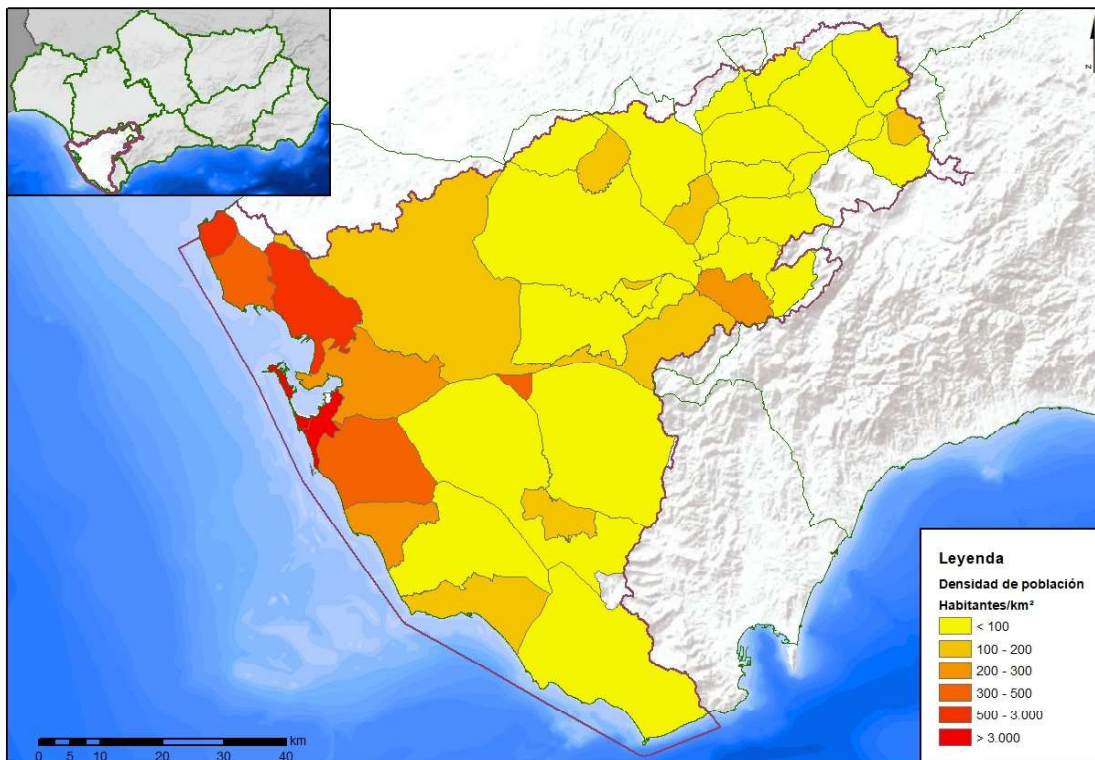 N
Leyenda
Densidad de población
Habitantes/km²
< 100
100 - 200
200 - 300
300 - 500
500 - 3.000
> 3.000
km
0 5 10 20 30 40